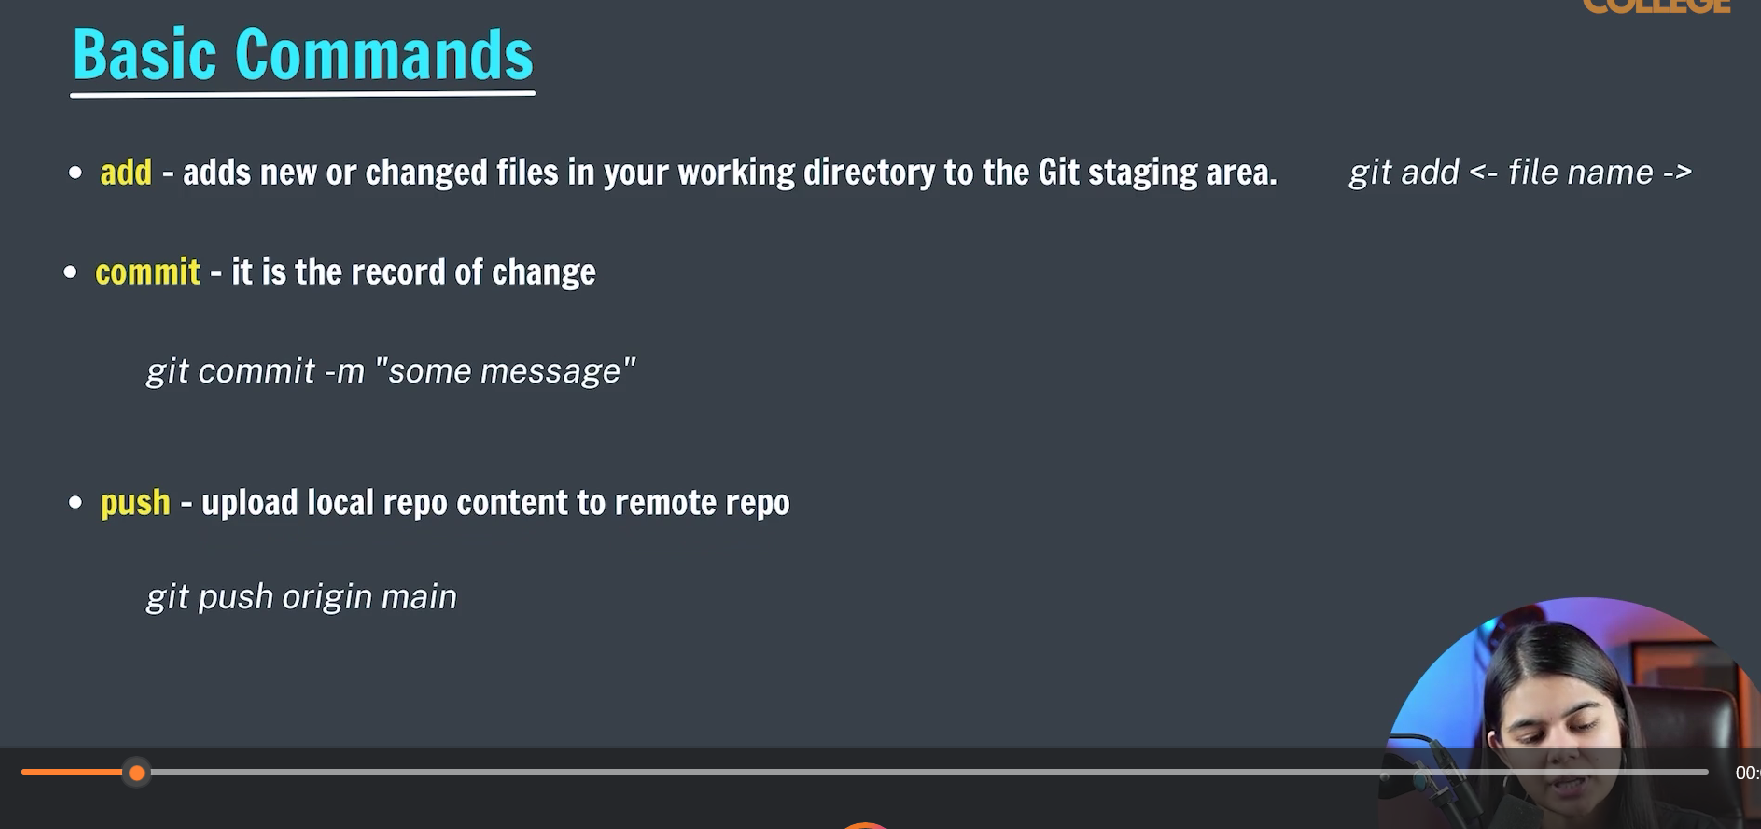 COLLEGE
Basic Commands
• add - adds new or changed files in your working directory to the Git staging area. git add <- file name ->
• commit - it is the record of change
git commit -m "some message"
• push - upload local repo content to remote repo
git push origin main